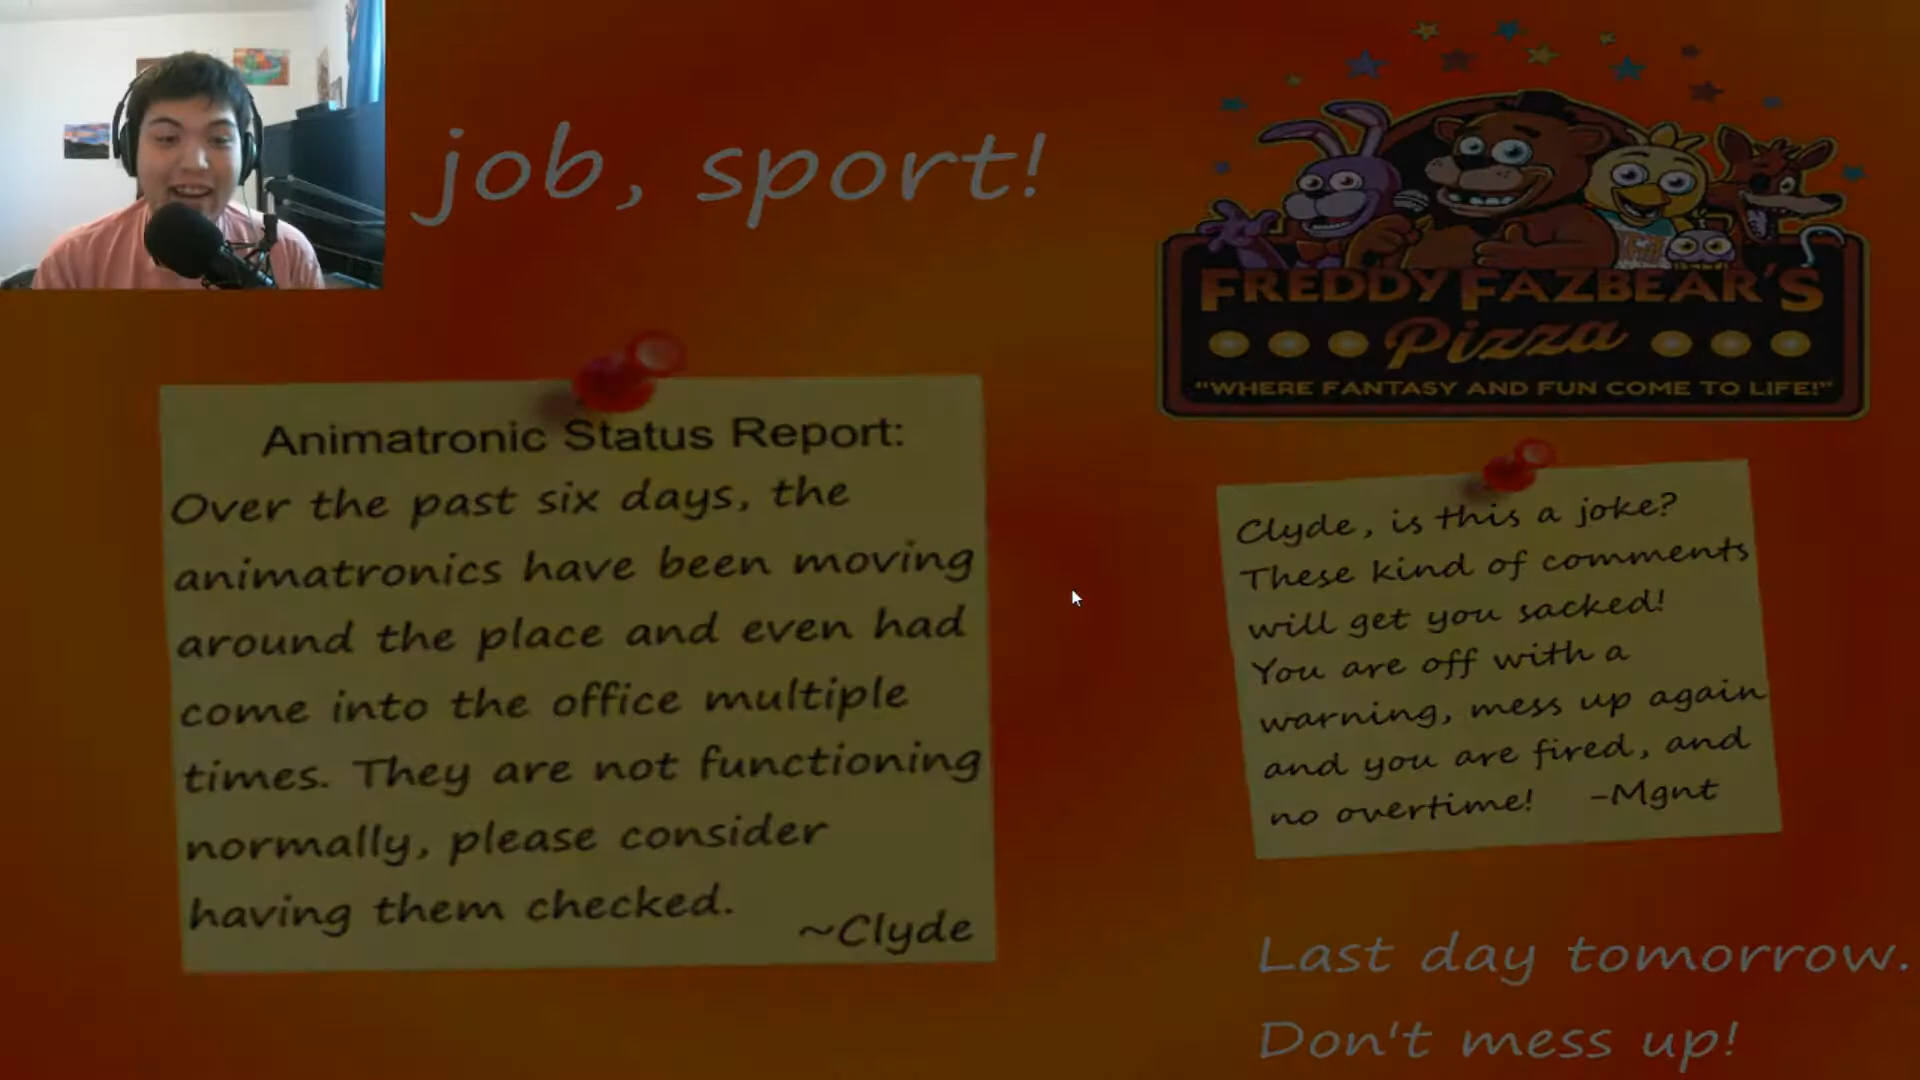 job, sport!
FREDDY FAZBEAR'S
Pizza
"WHERE FANTASY AND FUN COME TO LIFE!"
Animatronic Status Report:
Over the past six days, the
animatronics have been moving
around the place and even had
come into the office multiple
times. They are not functioning
normally, please consider
having them checked.
~Clyde
Clyde, is this a joke?
These kind of comments
will get you sacked!
You are off with a
warning, mess up again
and you are fired, and
no overtime! -Mgnt
Last day tomorrow.
Don't mess up!